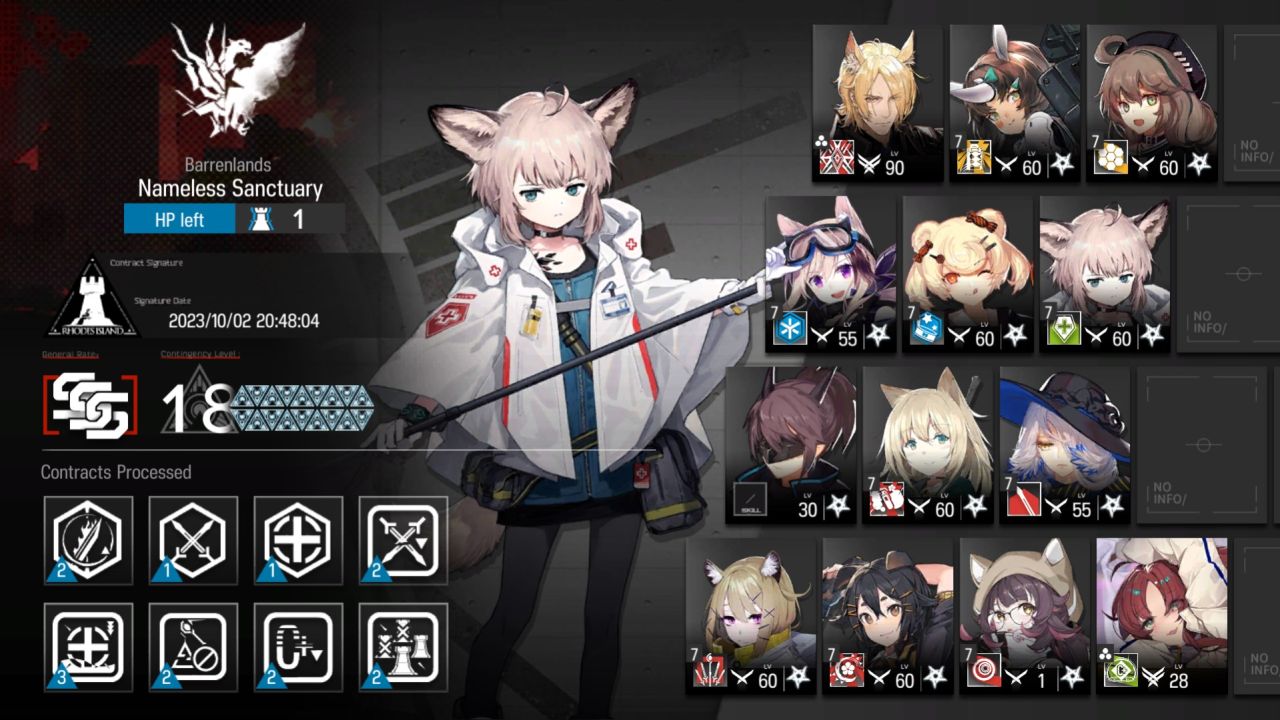 Barrenlands
Nameless Sanctuary
HP left 1
Contract Signature
Signature Date
2023/10/02 20:48:04
RHODES ISLAND
General Rate:
Contingency Level:
18
Contracts Processed
2
1
1
2
3
2
2
2
LV
90
7
LV
60
7
LV
60
NO
INFO/
7
LV
55
7
LV
60
7
LV
60
NO
INFO/
SKILL
LV
30
7
LV
60
7
LV
55
NO
INFO/
7
LV
60
7
LV
60
7
LV
1
LV
28
NO
INFO